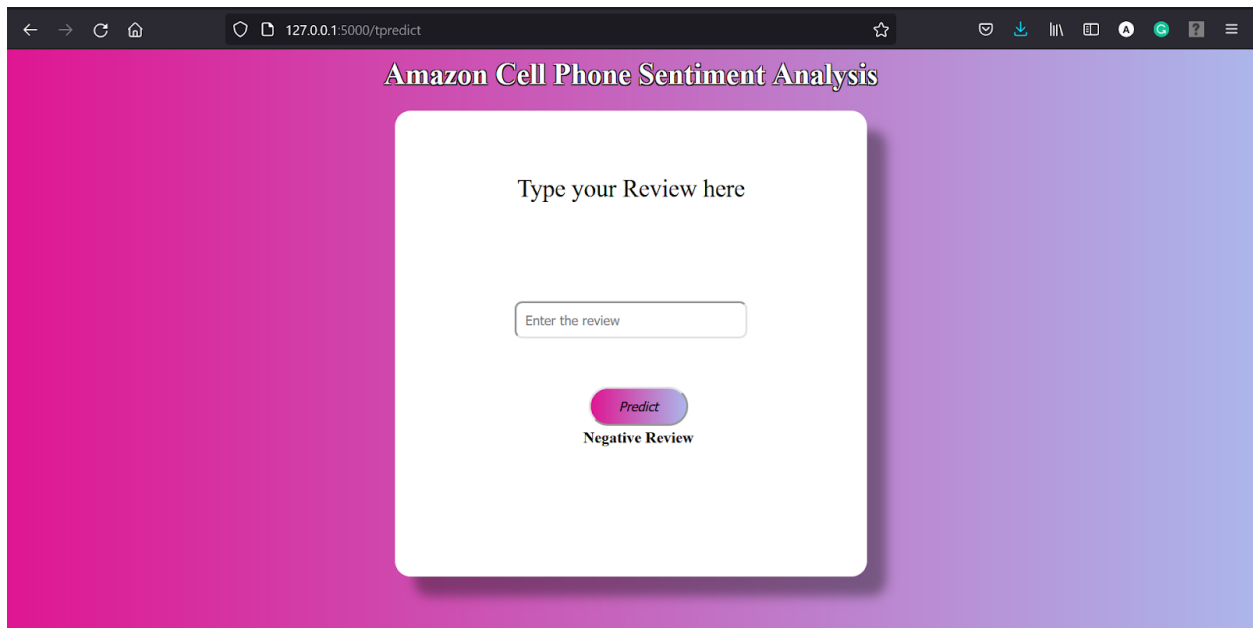 127.0.0.1:5000/tpredict
Amazon Cell Phone Sentiment Analysis
Type your Review here
Enter the review
Predict
Negative Review